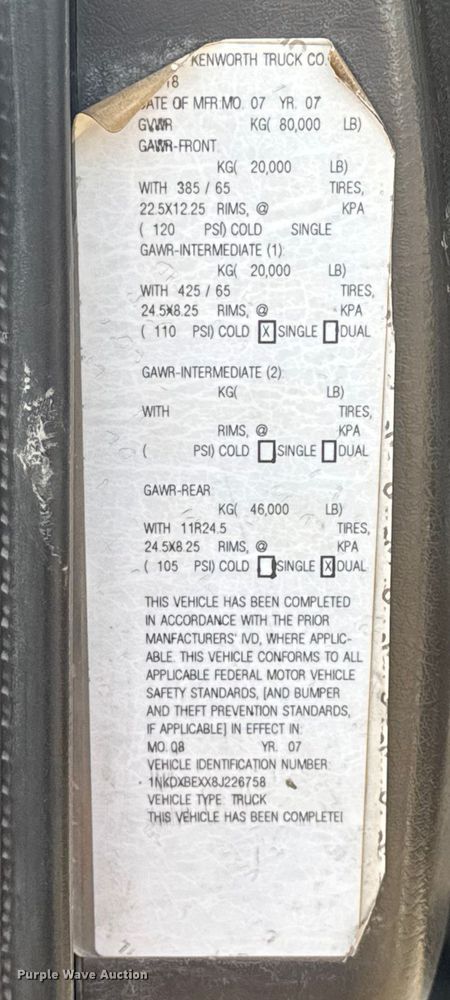 KENWORTH TRUCK CO.
18
ATE OF MFR:MO. 07 YR. 07
GVWR KG( 80,000 LB)
GAWR-FRONT
KG( 20,000 LB)
WITH 385 / 65 TIRES,
22.5X12.25 RIMS, @ KPA
( 120 PSI) COLD SINGLE
GAWR-INTERMEDIATE (1)
KG( 20,000 LB)
WITH 425 / 65 TIRES,
24.5X8.25 RIMS, @ KPA
( 110 PSI) COLD X SINGLE DUAL
GAWR-INTERMEDIATE (2)
KG( LB)
WITH TIRES,
RIMS, @ KPA
( PSI) COLD SINGLE DUAL
GAWR-REAR
KG( 46,000 LB)
WITH 11R24.5 TIRES,
24.5X8.25 RIMS, @ KPA
( 105 PSI) COLD SINGLE X DUAL
THIS VEHICLE HAS BEEN COMPLETED
IN ACCORDANCE WITH THE PRIOR
MANFACTURERS' IVD, WHERE APPLIC-
ABLE. THIS VEHICLE CONFORMS TO ALL
APPLICABLE FEDERAL MOTOR VEHICLE
SAFETY STANDARDS, [AND BUMPER
AND THEFT PREVENTION STANDARDS,
IF APPLICABLE] IN EFFECT IN:
MO. 08 YR. 07
VEHICLE IDENTIFICATION NUMBER:
1NKDXBEXX8J226758
VEHICLE TYPE: TRUCK
THIS VEHICLE HAS BEEN COMPLETE
Purple Wave Auction